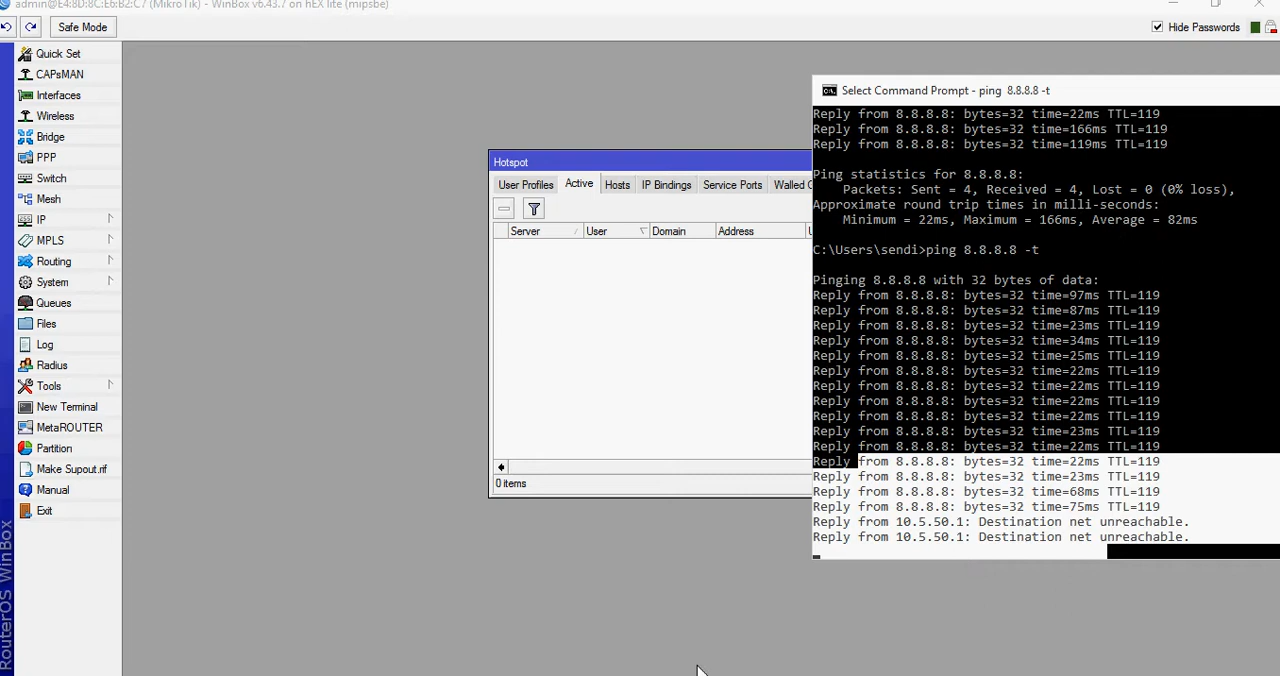 admin@E4:8D:8C:E6:B2:C7 (MikroTik) - WinBox v6.43.7 on hEX lite (mipsbe)
Safe Mode
Hide Passwords
Quick Set
CAPsMAN
Interfaces
Wireless
Bridge
PPP
Switch
Mesh
IP
MPLS
Routing
System
Queues
Files
Log
Radius
Tools
New Terminal
MetaROUTER
Partition
Make Supout.rif
Manual
Exit
RouterOS WinBox
Hotspot
User Profiles Active Hosts IP Bindings Service Ports Walled
Server User Domain Address
0 items
Select Command Prompt - ping 8.8.8.8 -t
Reply from 8.8.8.8: bytes=32 time=22ms TTL=119
Reply from 8.8.8.8: bytes=32 time=166ms TTL=119
Reply from 8.8.8.8: bytes=32 time=119ms TTL=119
Ping statistics for 8.8.8.8:
Packets: Sent = 4, Received = 4, Lost = 0 (0% loss),
Approximate round trip times in milli-seconds:
Minimum = 22ms, Maximum = 166ms, Average = 82ms
C:\Users\sendi>ping 8.8.8.8 -t
Pinging 8.8.8.8 with 32 bytes of data:
Reply from 8.8.8.8: bytes=32 time=97ms TTL=119
Reply from 8.8.8.8: bytes=32 time=87ms TTL=119
Reply from 8.8.8.8: bytes=32 time=23ms TTL=119
Reply from 8.8.8.8: bytes=32 time=34ms TTL=119
Reply from 8.8.8.8: bytes=32 time=25ms TTL=119
Reply from 8.8.8.8: bytes=32 time=22ms TTL=119
Reply from 8.8.8.8: bytes=32 time=22ms TTL=119
Reply from 8.8.8.8: bytes=32 time=22ms TTL=119
Reply from 8.8.8.8: bytes=32 time=22ms TTL=119
Reply from 8.8.8.8: bytes=32 time=23ms TTL=119
Reply from 8.8.8.8: bytes=32 time=22ms TTL=119
Reply from 8.8.8.8: bytes=32 time=22ms TTL=119
Reply from 8.8.8.8: bytes=32 time=23ms TTL=119
Reply from 8.8.8.8: bytes=32 time=68ms TTL=119
Reply from 8.8.8.8: bytes=32 time=75ms TTL=119
Reply from 10.5.50.1: Destination net unreachable.
Reply from 10.5.50.1: Destination net unreachable.